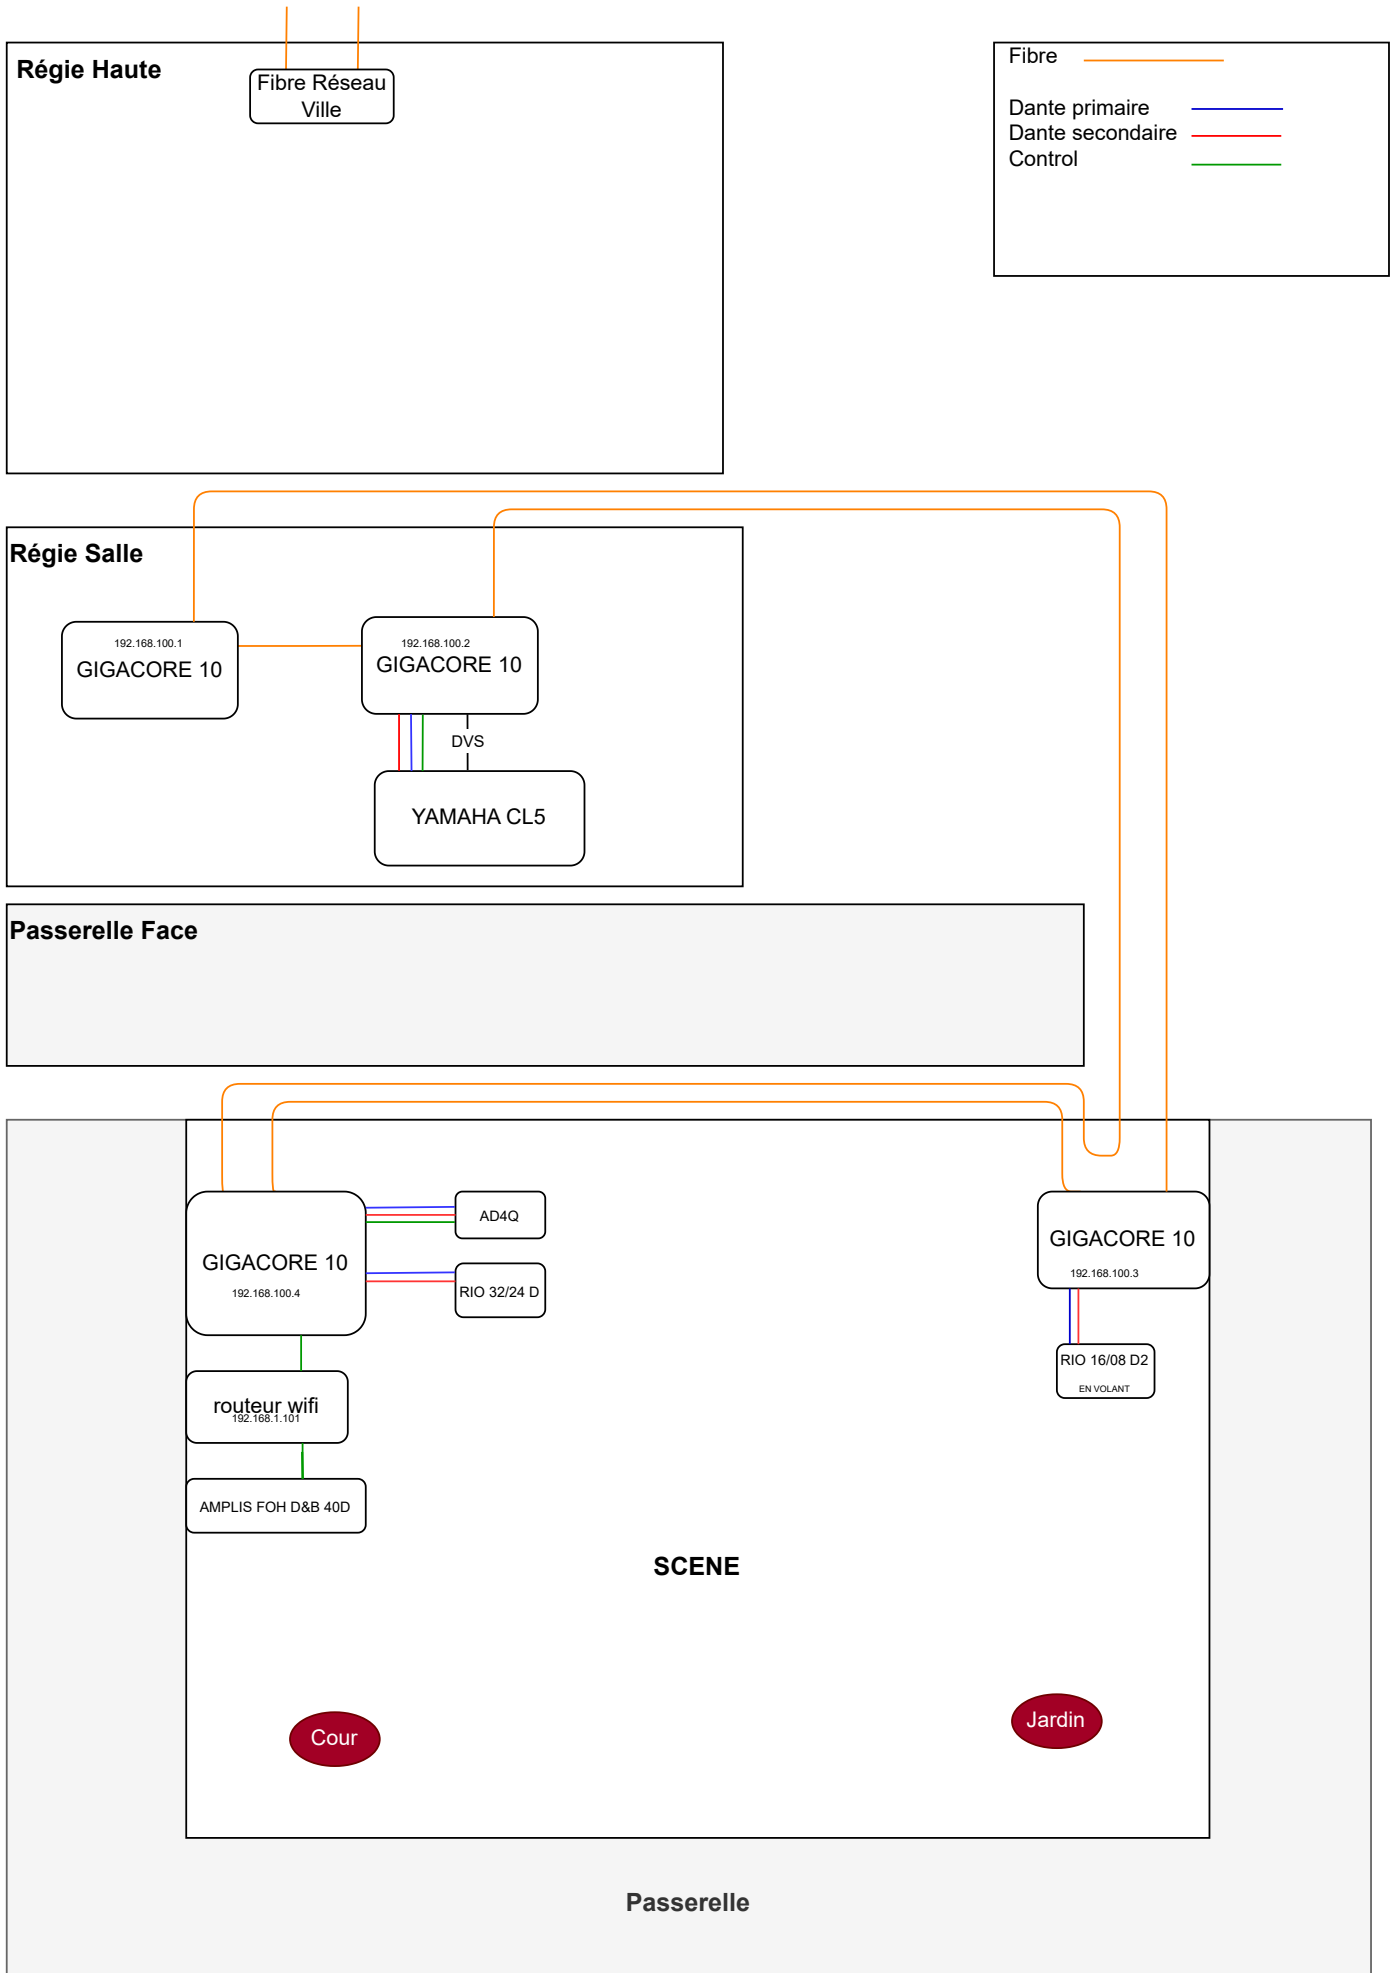 Régie Haute
Fibre Réseau
Ville
Fibre
Dante primaire
Dante secondaire
Control
Régie Salle
192.168.100.1
GIGACORE 10
192.168.100.2
GIGACORE 10
DVS
YAMAHA CL5
Passerelle Face
GIGACORE 10
192.168.100.4
AD4Q
RIO 32/24 D
GIGACORE 10
192.168.100.3
RIO 16/08 D2
EN VOLANT
routeur wifi
192.168.1.101
AMPLIS FOH D&B 40D
SCENE
Cour
Jardin
Passerelle